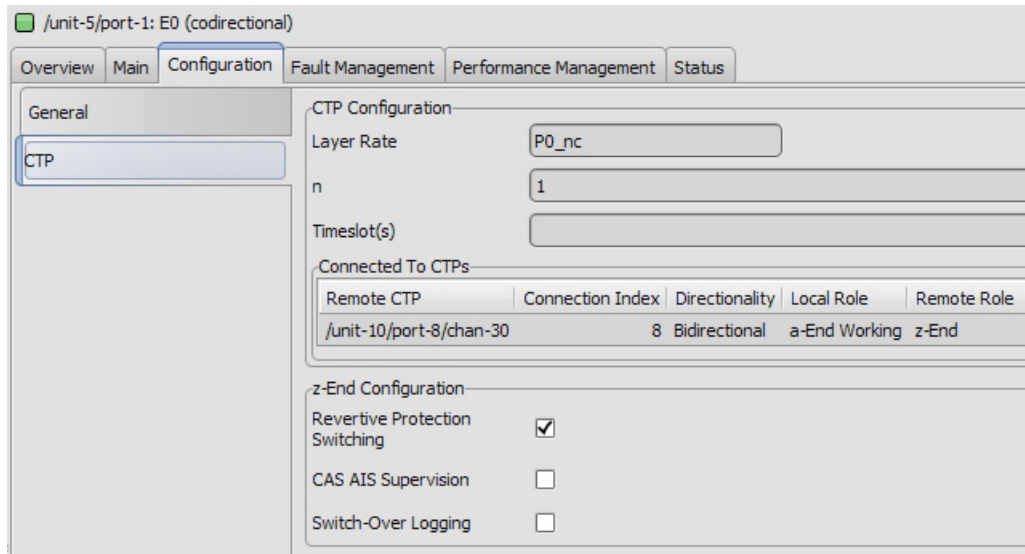 /unit-5/port-1: E0 (codirectional)
Overview Main Configuration Fault Management Performance Management Status
General
CTP
CTP Configuration
Layer Rate P0_nc
n 1
Timeslot(s)
Connected To CTPs
Remote CTP Connection Index Directionality Local Role Remote Role
/unit-10/port-8/chan-30 8 Bidirectional a-End Working z-End
z-End Configuration
Revertive Protection
Switching
CAS AIS Supervision
Switch-Over Logging